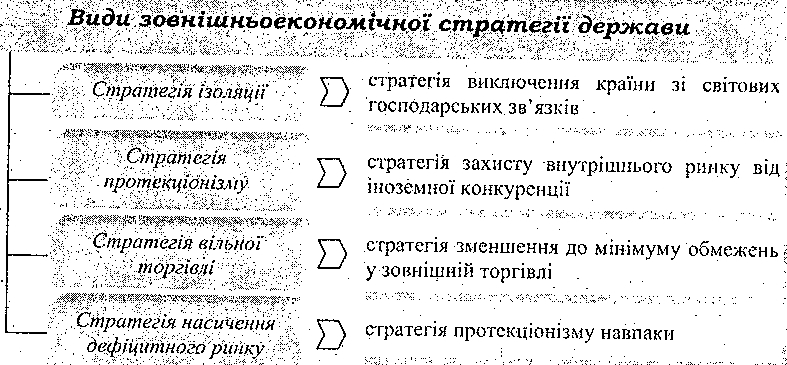 Види зовнішньоекономічної стратегії держави
Стратегія ізоляції
стратегія виключення країни зі світових
господарських зв’язків
Стратегія
протекціонізму
стратегія захисту внутрішнього ринку від
іноземної конкуренції
Стратегія вільної
торгівлі
стратегія зменшення до мінімуму обмежень
у зовнішній торгівлі
Стратегія насичення
дефіцитного ринку
стратегія протекціонізму навпаки